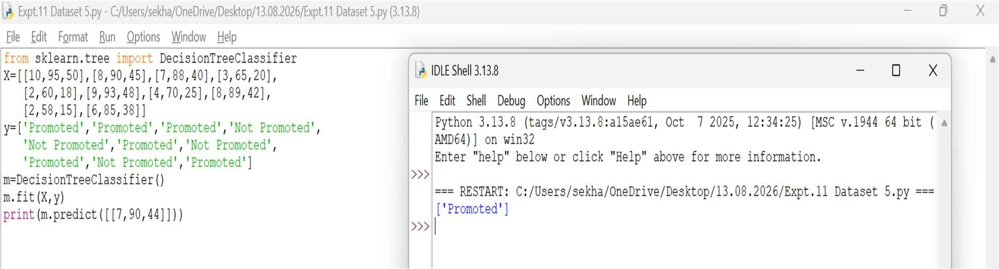 Expt.11 Dataset 5.py - C:/Users/sekha/OneDrive/Desktop/13.08.2026/Expt.11 Dataset 5.py (3.13.8)
File Edit Format Run Options Window Help
from sklearn.tree import DecisionTreeClassifier
X=[[10,95,50],[8,90,45],[7,88,40],[3,65,20],
[2,60,18],[9,93,48],[4,70,25],[8,89,42],
[2,58,15],[6,85,38]]
y=['Promoted','Promoted','Promoted','Not Promoted',
'Not Promoted','Promoted','Not Promoted',
'Promoted','Not Promoted','Promoted']
m=DecisionTreeClassifier()
m.fit(X,y)
print(m.predict([[7,90,44]]))
IDLE Shell 3.13.8
File Edit Shell Debug Options Window Help
Python 3.13.8 (tags/v3.13.8:a15ae61, Oct  7 2025, 12:34:25) [MSC v.1944 64 bit (
AMD64)] on win32
Enter "help" below or click "Help" above for more information.
>>>
=== RESTART: C:/Users/sekha/OneDrive/Desktop/13.08.2026/Expt.11 Dataset 5.py ===
['Promoted']
>>>